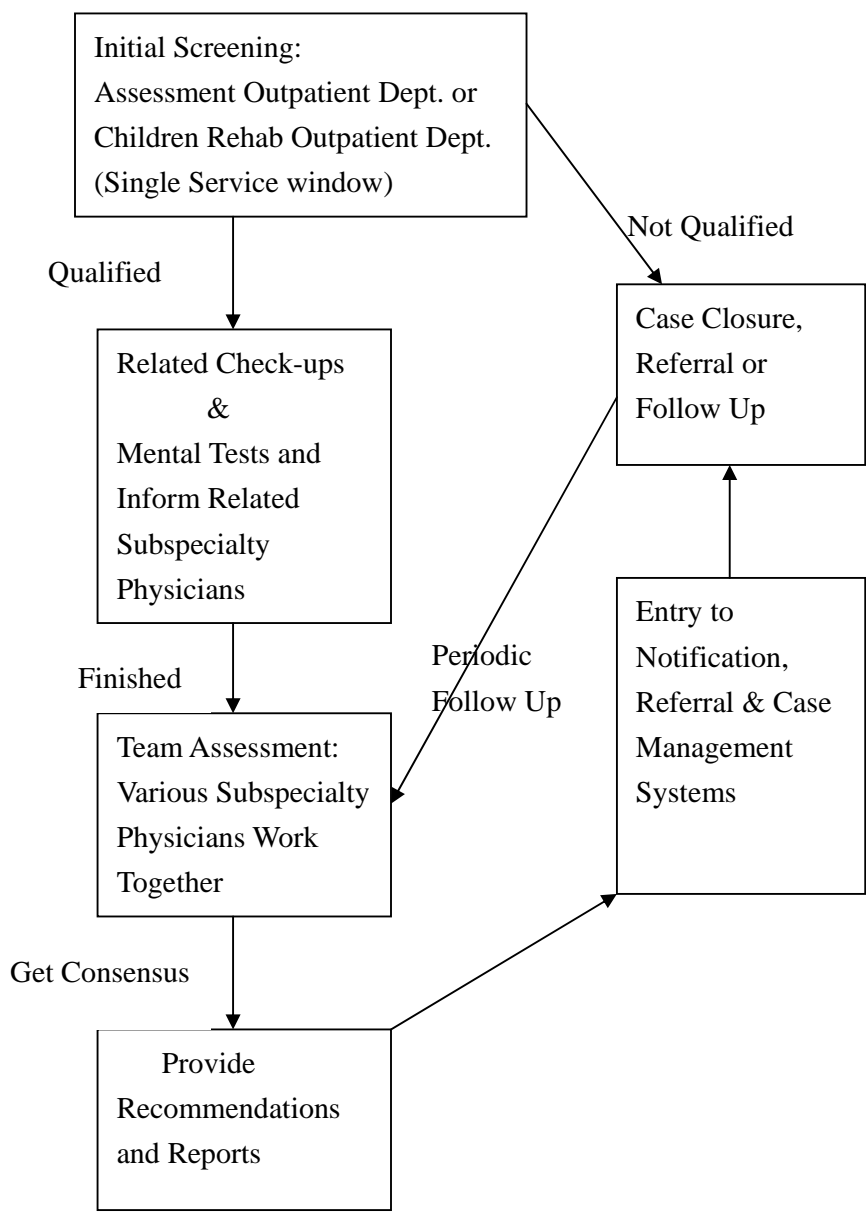 Initial Screening:
Assessment Outpatient Dept. or
Children Rehab Outpatient Dept.
(Single Service window)
Not Qualified
Qualified
Case Closure,
Referral or
Follow Up
Related Check-ups
&
Mental Tests and
Inform Related
Subspecialty
Physicians
Entry to
Notification,
Referral & Case
Management
Systems
Periodic
Follow Up
Finished
Team Assessment:
Various Subspecialty
Physicians Work
Together
Get Consensus
Provide
Recommendations
and Reports